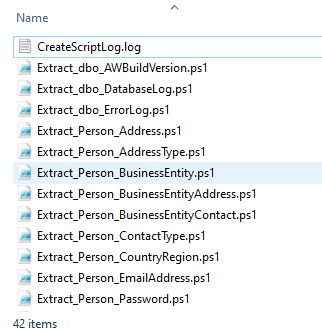 Name
CreateScriptLog.log
Extract_dbo_AWBuildVersion.ps1
Extract_dbo_DatabaseLog.ps1
Extract_dbo_ErrorLog.ps1
Extract_Person_Address.ps1
Extract_Person_AddressType.ps1
Extract_Person_BusinessEntity.ps1
Extract_Person_BusinessEntityAddress.ps1
Extract_Person_BusinessEntityContact.ps1
Extract_Person_ContactType.ps1
Extract_Person_CountryRegion.ps1
Extract_Person_EmailAddress.ps1
Extract_Person_Password.ps1
42 items